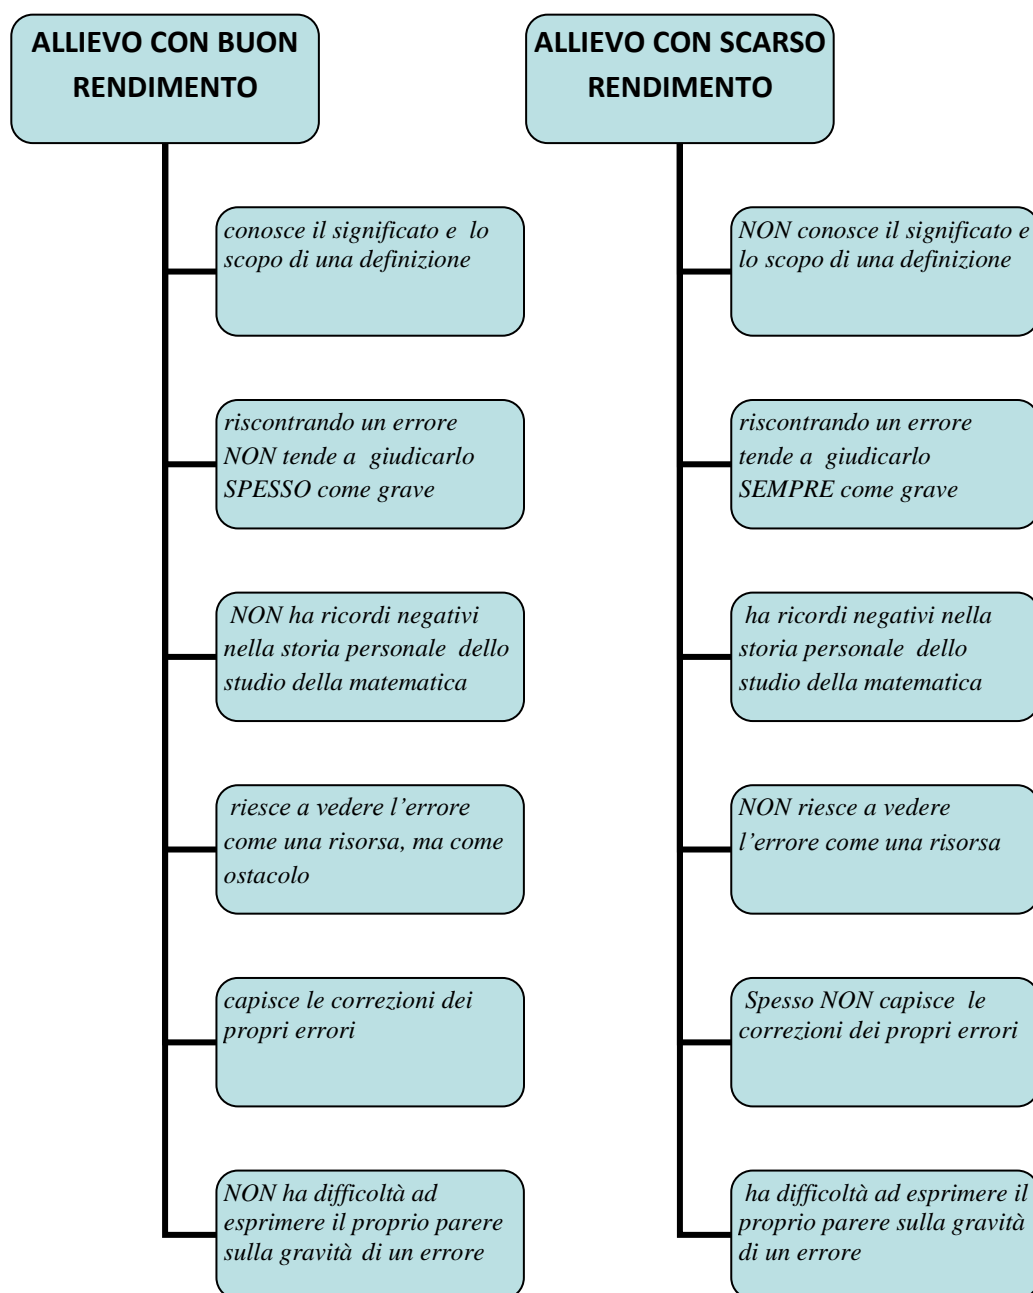 ALLIEVO CON BUON
RENDIMENTO
conosce il significato e lo
scopo di una definizione
riscontrando un errore
NON tende a giudicarlo
SPESSO come grave
NON ha ricordi negativi
nella storia personale dello
studio della matematica
riesce a vedere l’errore
come una risorsa, ma come
ostacolo
capisce le correzioni dei
propri errori
NON ha difficoltà ad
esprimere il proprio parere
sulla gravità di un errore
ALLIEVO CON SCARSO
RENDIMENTO
NON conosce il significato e
lo scopo di una definizione
riscontrando un errore
tende a giudicarlo
SEMPRE come grave
ha ricordi negativi nella
storia personale dello
studio della matematica
NON riesce a vedere
l’errore come una risorsa
Spesso NON capisce le
correzioni dei propri errori
ha difficoltà ad esprimere il
proprio parere sulla gravità
di un errore